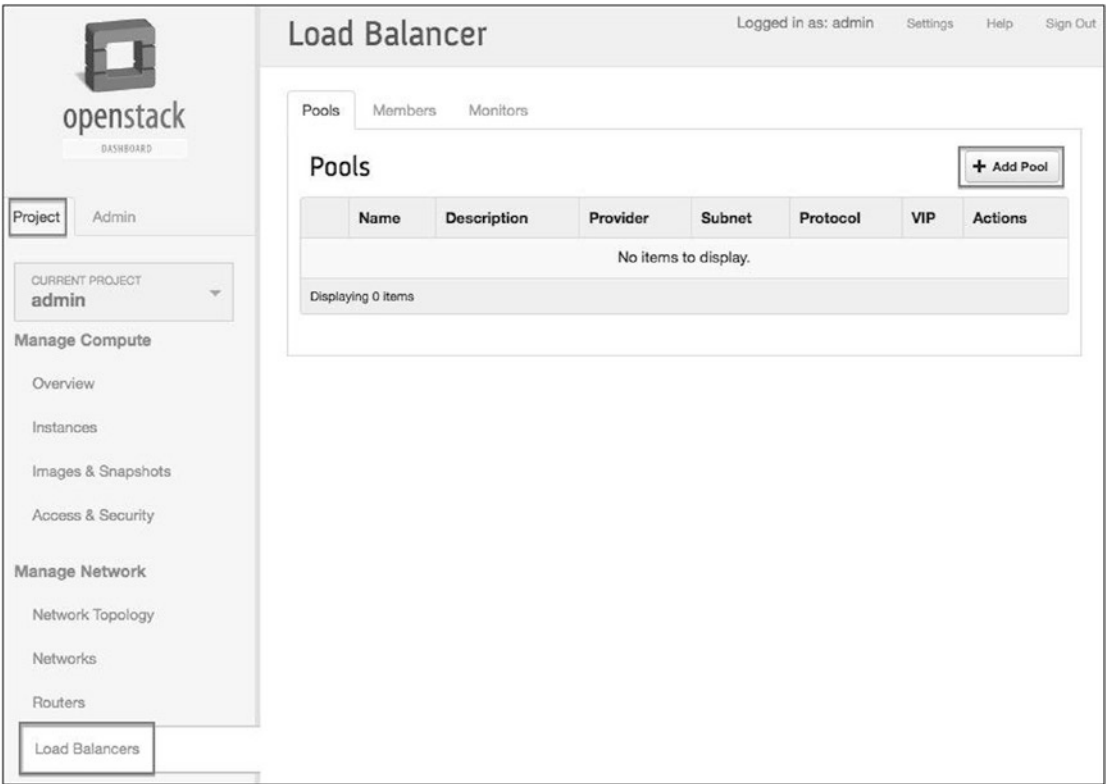 openstack
DASHBOARD
Project Admin
CURRENT PROJECT
admin
Manage Compute
Overview
Instances
Images & Snapshots
Access & Security
Manage Network
Network Topology
Networks
Routers
Load Balancers
Load Balancer
Logged in as: admin Settings Help Sign Out
Pools Members Monitors
Pools
+ Add Pool
Name Description Provider Subnet Protocol VIP Actions
No items to display.
Displaying 0 items